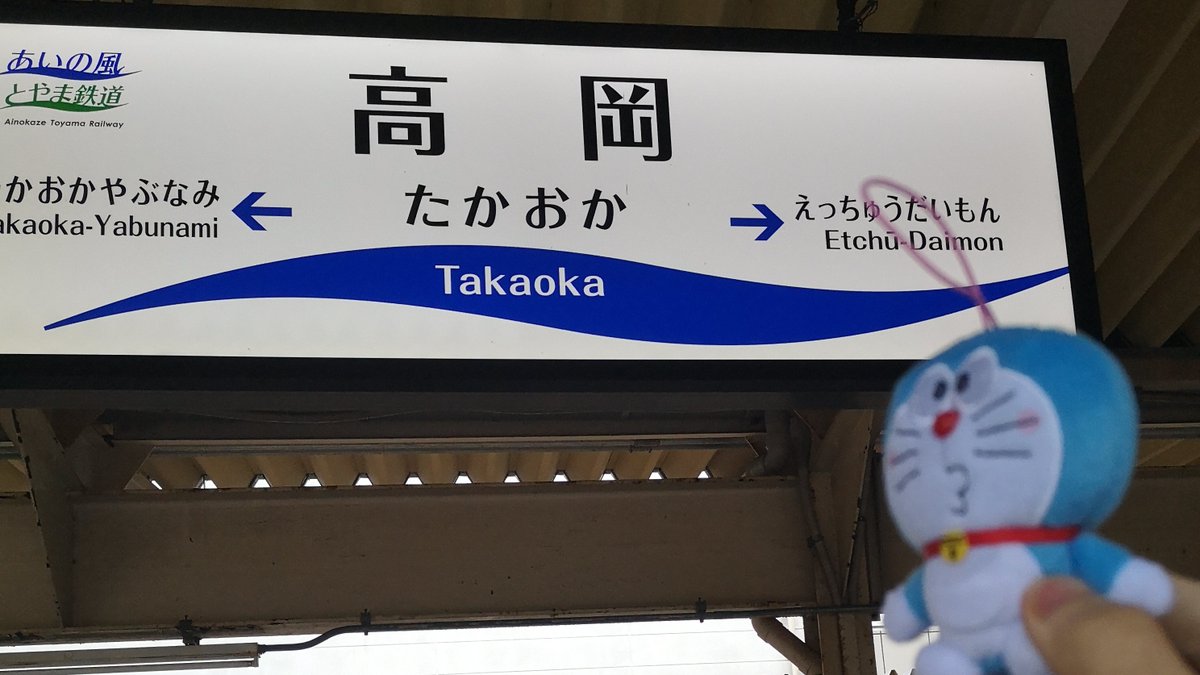 あいの風
とやま鉄道
Ainokaze Toyama Railway
高岡
たかおか
Takaoka
かおかやぶなみ
akaoka-Yabunami
えっちゅうだいもん
Etchū-Daimon